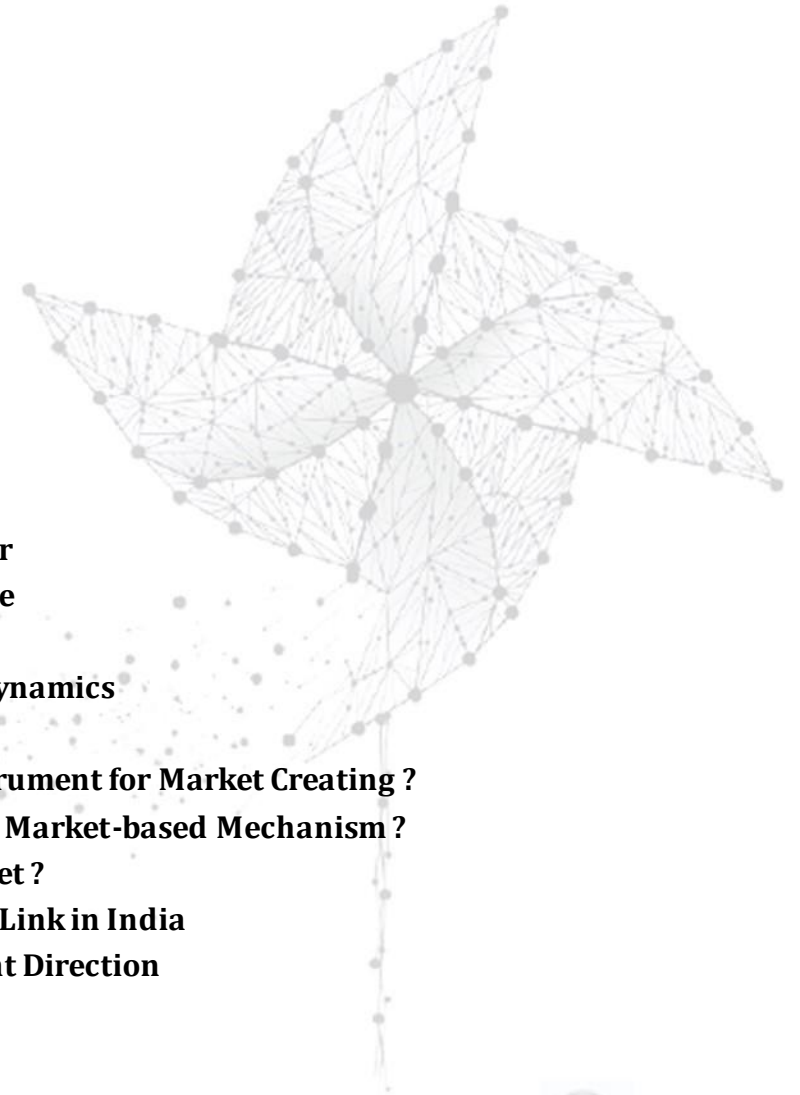 r
e
ynamics
rument for Market Creating ?
Market-based Mechanism ?
et ?
Link in India
t Direction